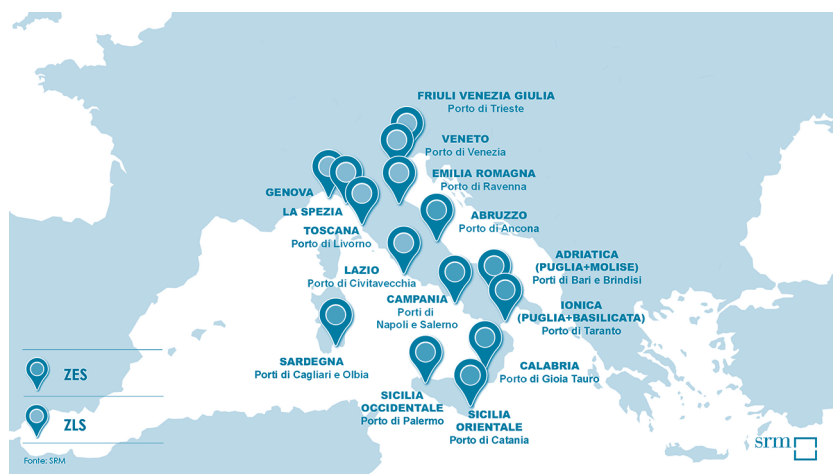 FRIULI VENEZIA GIULIA
Porto di Trieste
VENETO
Porto di Venezia
EMILIA ROMAGNA
Porto di Ravenna
GENOVA
LA SPEZIA
TOSCANA
Porto di Livorno
ABRUZZO
Porto di Ancona
LAZIO
Porto di Civitavecchia
ADRIATICA
(PUGLIA+MOLISE)
Porti di Bari e Brindisi
CAMPANIA
Porti di
Napoli e Salerno
IONICA
(PUGLIA+BASILICATA)
Porto di Taranto
SARDEGNA
Porti di Cagliari e Olbia
CALABRIA
Porto di Gioia Tauro
SICILIA
OCCIDENTALE
Porto di Palermo
SICILIA
ORIENTALE
Porto di Catania
ZES
ZLS
Fonte: SRM
srm